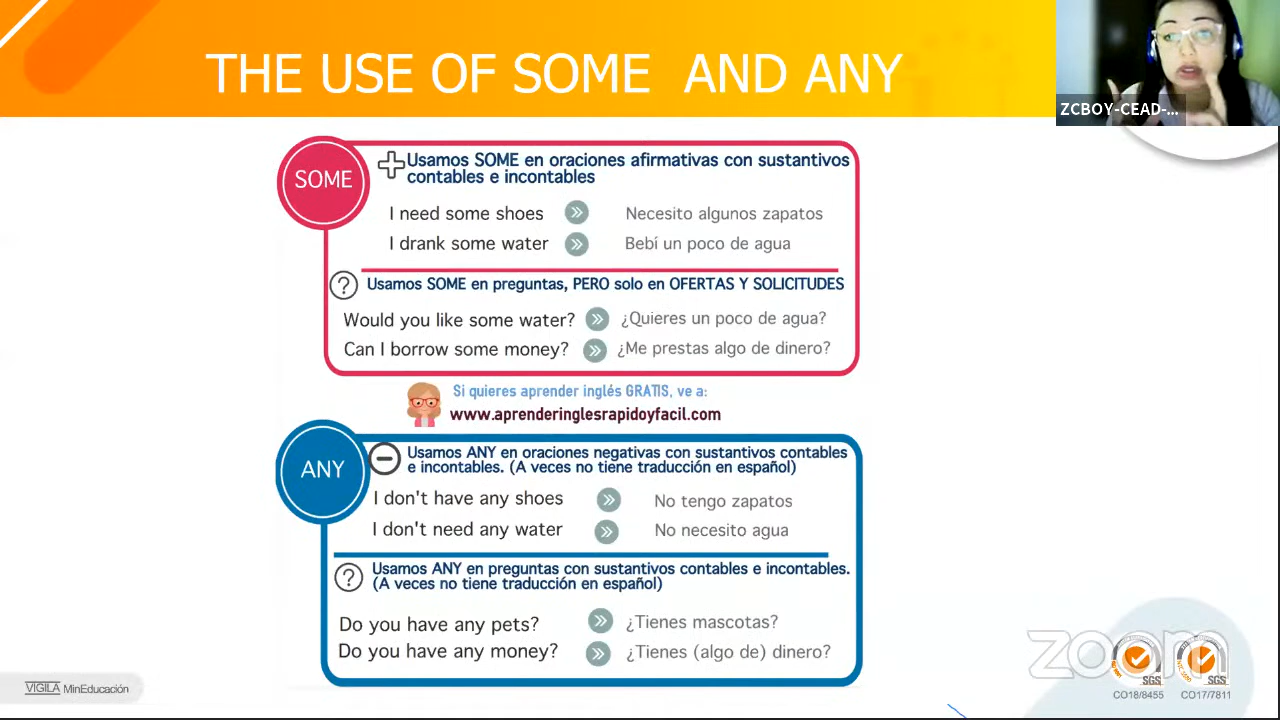 THE USE OF SOME AND ANY
ZCBOY-CEAD-...
SOME
Usamos SOME en oraciones afirmativas con sustantivos
contables e incontables
I need some shoes
Necesito algunos zapatos
I drank some water
Bebí un poco de agua
Usamos SOME en preguntas, PERO solo en OFERTAS Y SOLICITUDES
Would you like some water?
¿Quieres un poco de agua?
Can I borrow some money?
¿Me prestas algo de dinero?
Si quieres aprender inglés GRATIS, ve a:
www.aprenderinglesrapidoyfacil.com
ANY
Usamos ANY en oraciones negativas con sustantivos contables
e incontables. (A veces no tiene traducción en español)
I don't have any shoes
No tengo zapatos
I don't need any water
No necesito agua
Usamos ANY en preguntas con sustantivos contables e incontables.
(A veces no tiene traducción en español)
Do you have any pets?
¿Tienes mascotas?
Do you have any money?
¿Tienes (algo de) dinero?
VIGILA MinEducación
zoom
SGS
SGS
CO18/8455
CO17/7811